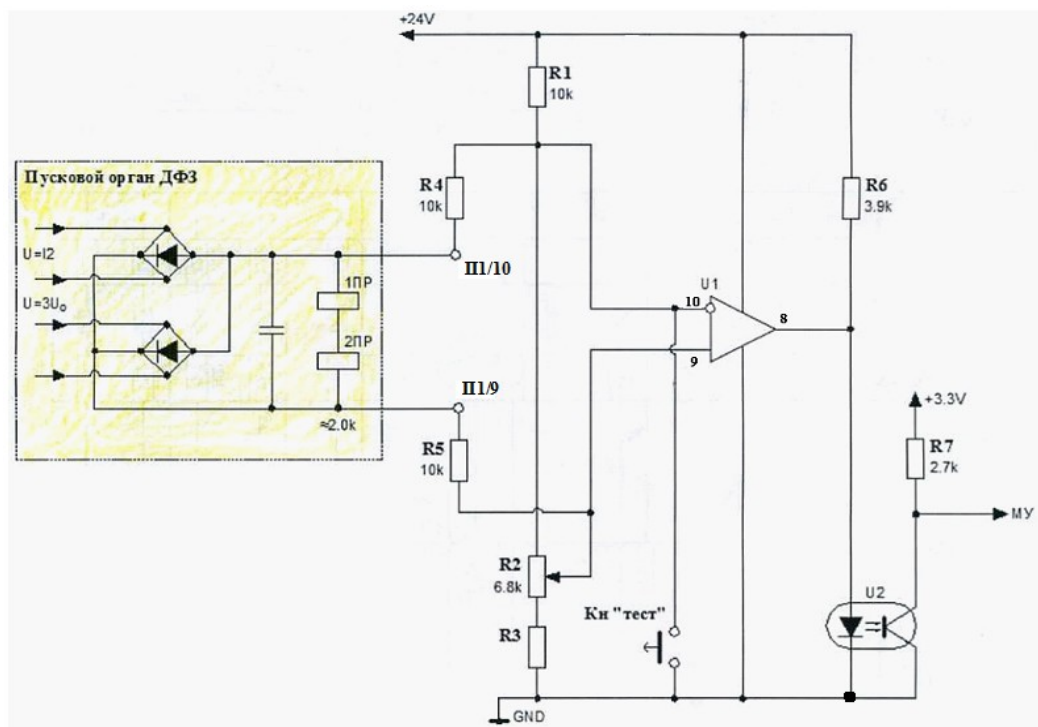 +24V
R1
10k
Пусковой орган ДФЗ
R4
10k
R6
3.9k
U=I2
П1/10
U1
1ПР
10
U=3U₀
8
2ПР
9
П1/9
+3.3V
≈2.0k
R5
10k
R7
2.7k
МУ
R2
6.8k
U2
Кн "тест"
R3
GND